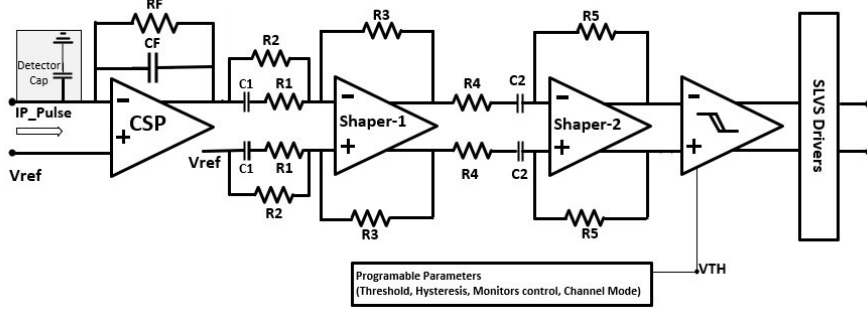 RF
CF
Detector
Cap
IP_Pulse
CSP
Vref
R2
C1
R1
Vref
C1
R1
R2
R3
Shaper-1
R3
R4
C2
R4
C2
R5
Shaper-2
R5
SLVS Drivers
VTH
Programable Parameters
(Threshold, Hysteresis, Monitors control, Channel Mode)